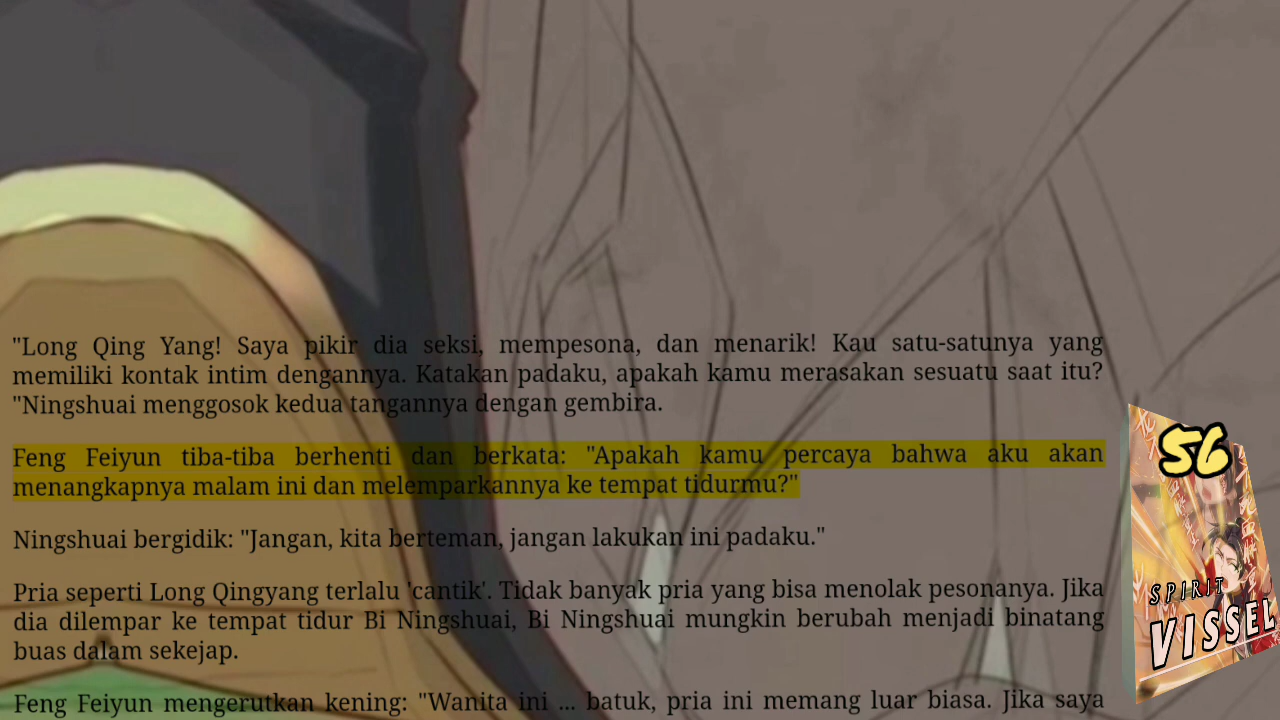 "Long Qing Yang! Saya pikir dia seksi, mempesona, dan menarik! Kau satu-satunya yang
memiliki kontak intim dengannya. Katakan padaku, apakah kamu merasakan sesuatu saat itu?
"Ningshuai menggosok kedua tangannya dengan gembira.
Feng Feiyun tiba-tiba berhenti dan berkata: "Apakah kamu percaya bahwa aku akan
menangkapnya malam ini dan melemparkannya ke tempat tidurmu?"
Ningshuai bergidik: "Jangan, kita berteman, jangan lakukan ini padaku."
Pria seperti Long Qingyang terlalu 'cantik'. Tidak banyak pria yang bisa menolak pesonanya. Jika
dia dilempar ke tempat tidur Bi Ningshuai, Bi Ningshuai mungkin berubah menjadi binatang
buas dalam sekejap.
Feng Feiyun mengerutkan kening: "Wanita ini ... batuk, pria ini memang luar biasa. Jika saya
56
SPIRIT
VISSEL